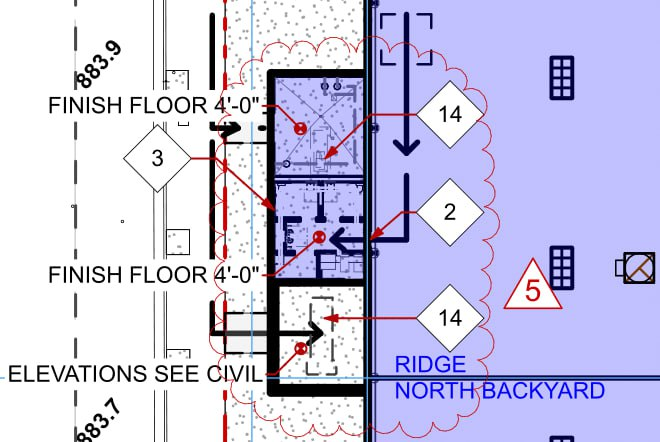 883.9
FINISH FLOOR 4'-0"
14
3
2
FINISH FLOOR 4'-0"
5
14
RIDGE
ELEVATIONS SEE CIVIL
NORTH BACKYARD
883.7